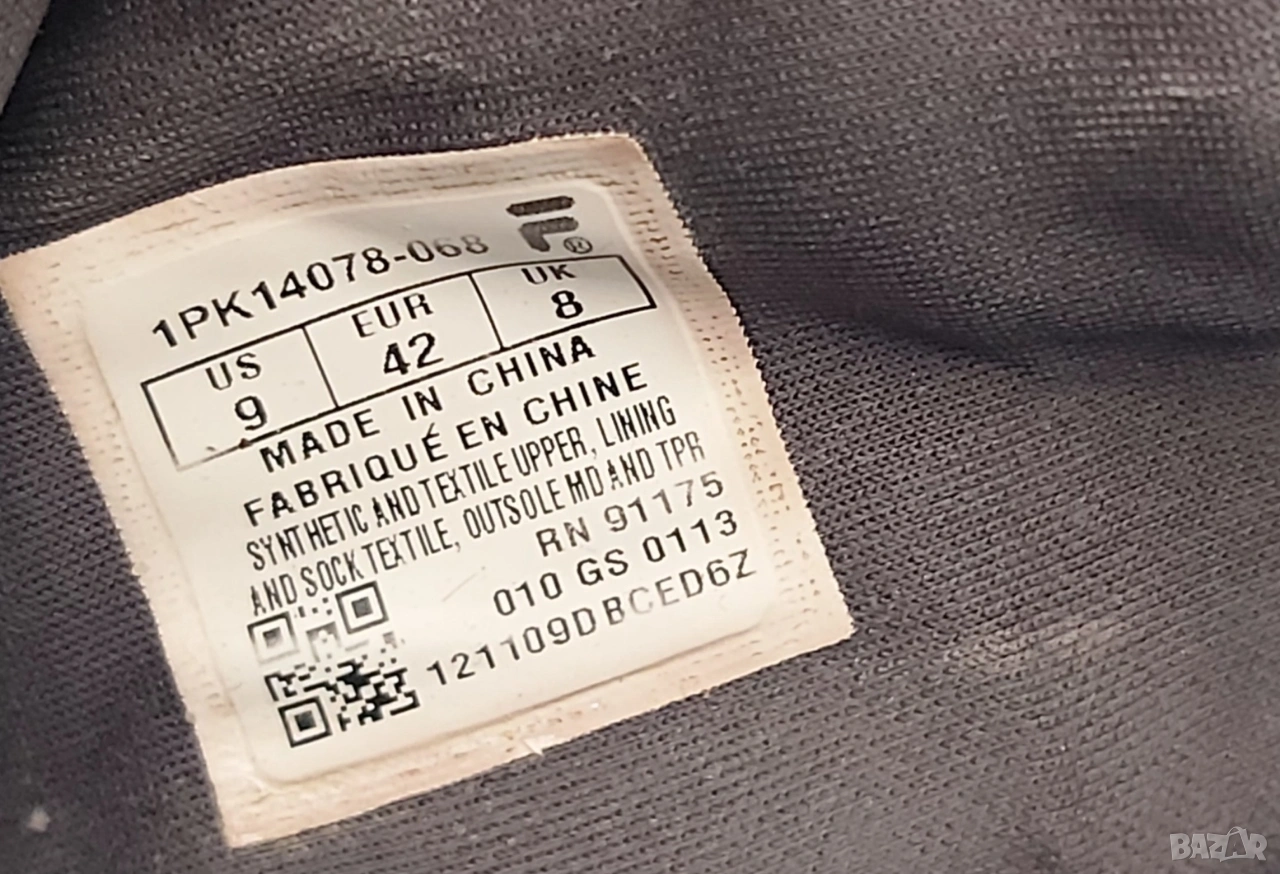 1PK14078-068
US EUR UK
9 42 8
MADE IN CHINA
FABRIQUÉ EN CHINE
SYNTHETIC AND TEXTILE UPPER, LINING
AND SOCK TEXTILE, OUTSOLE MD AND TPR
RN 91175
010 GS 0113
121109DBCED6Z
BAZAR